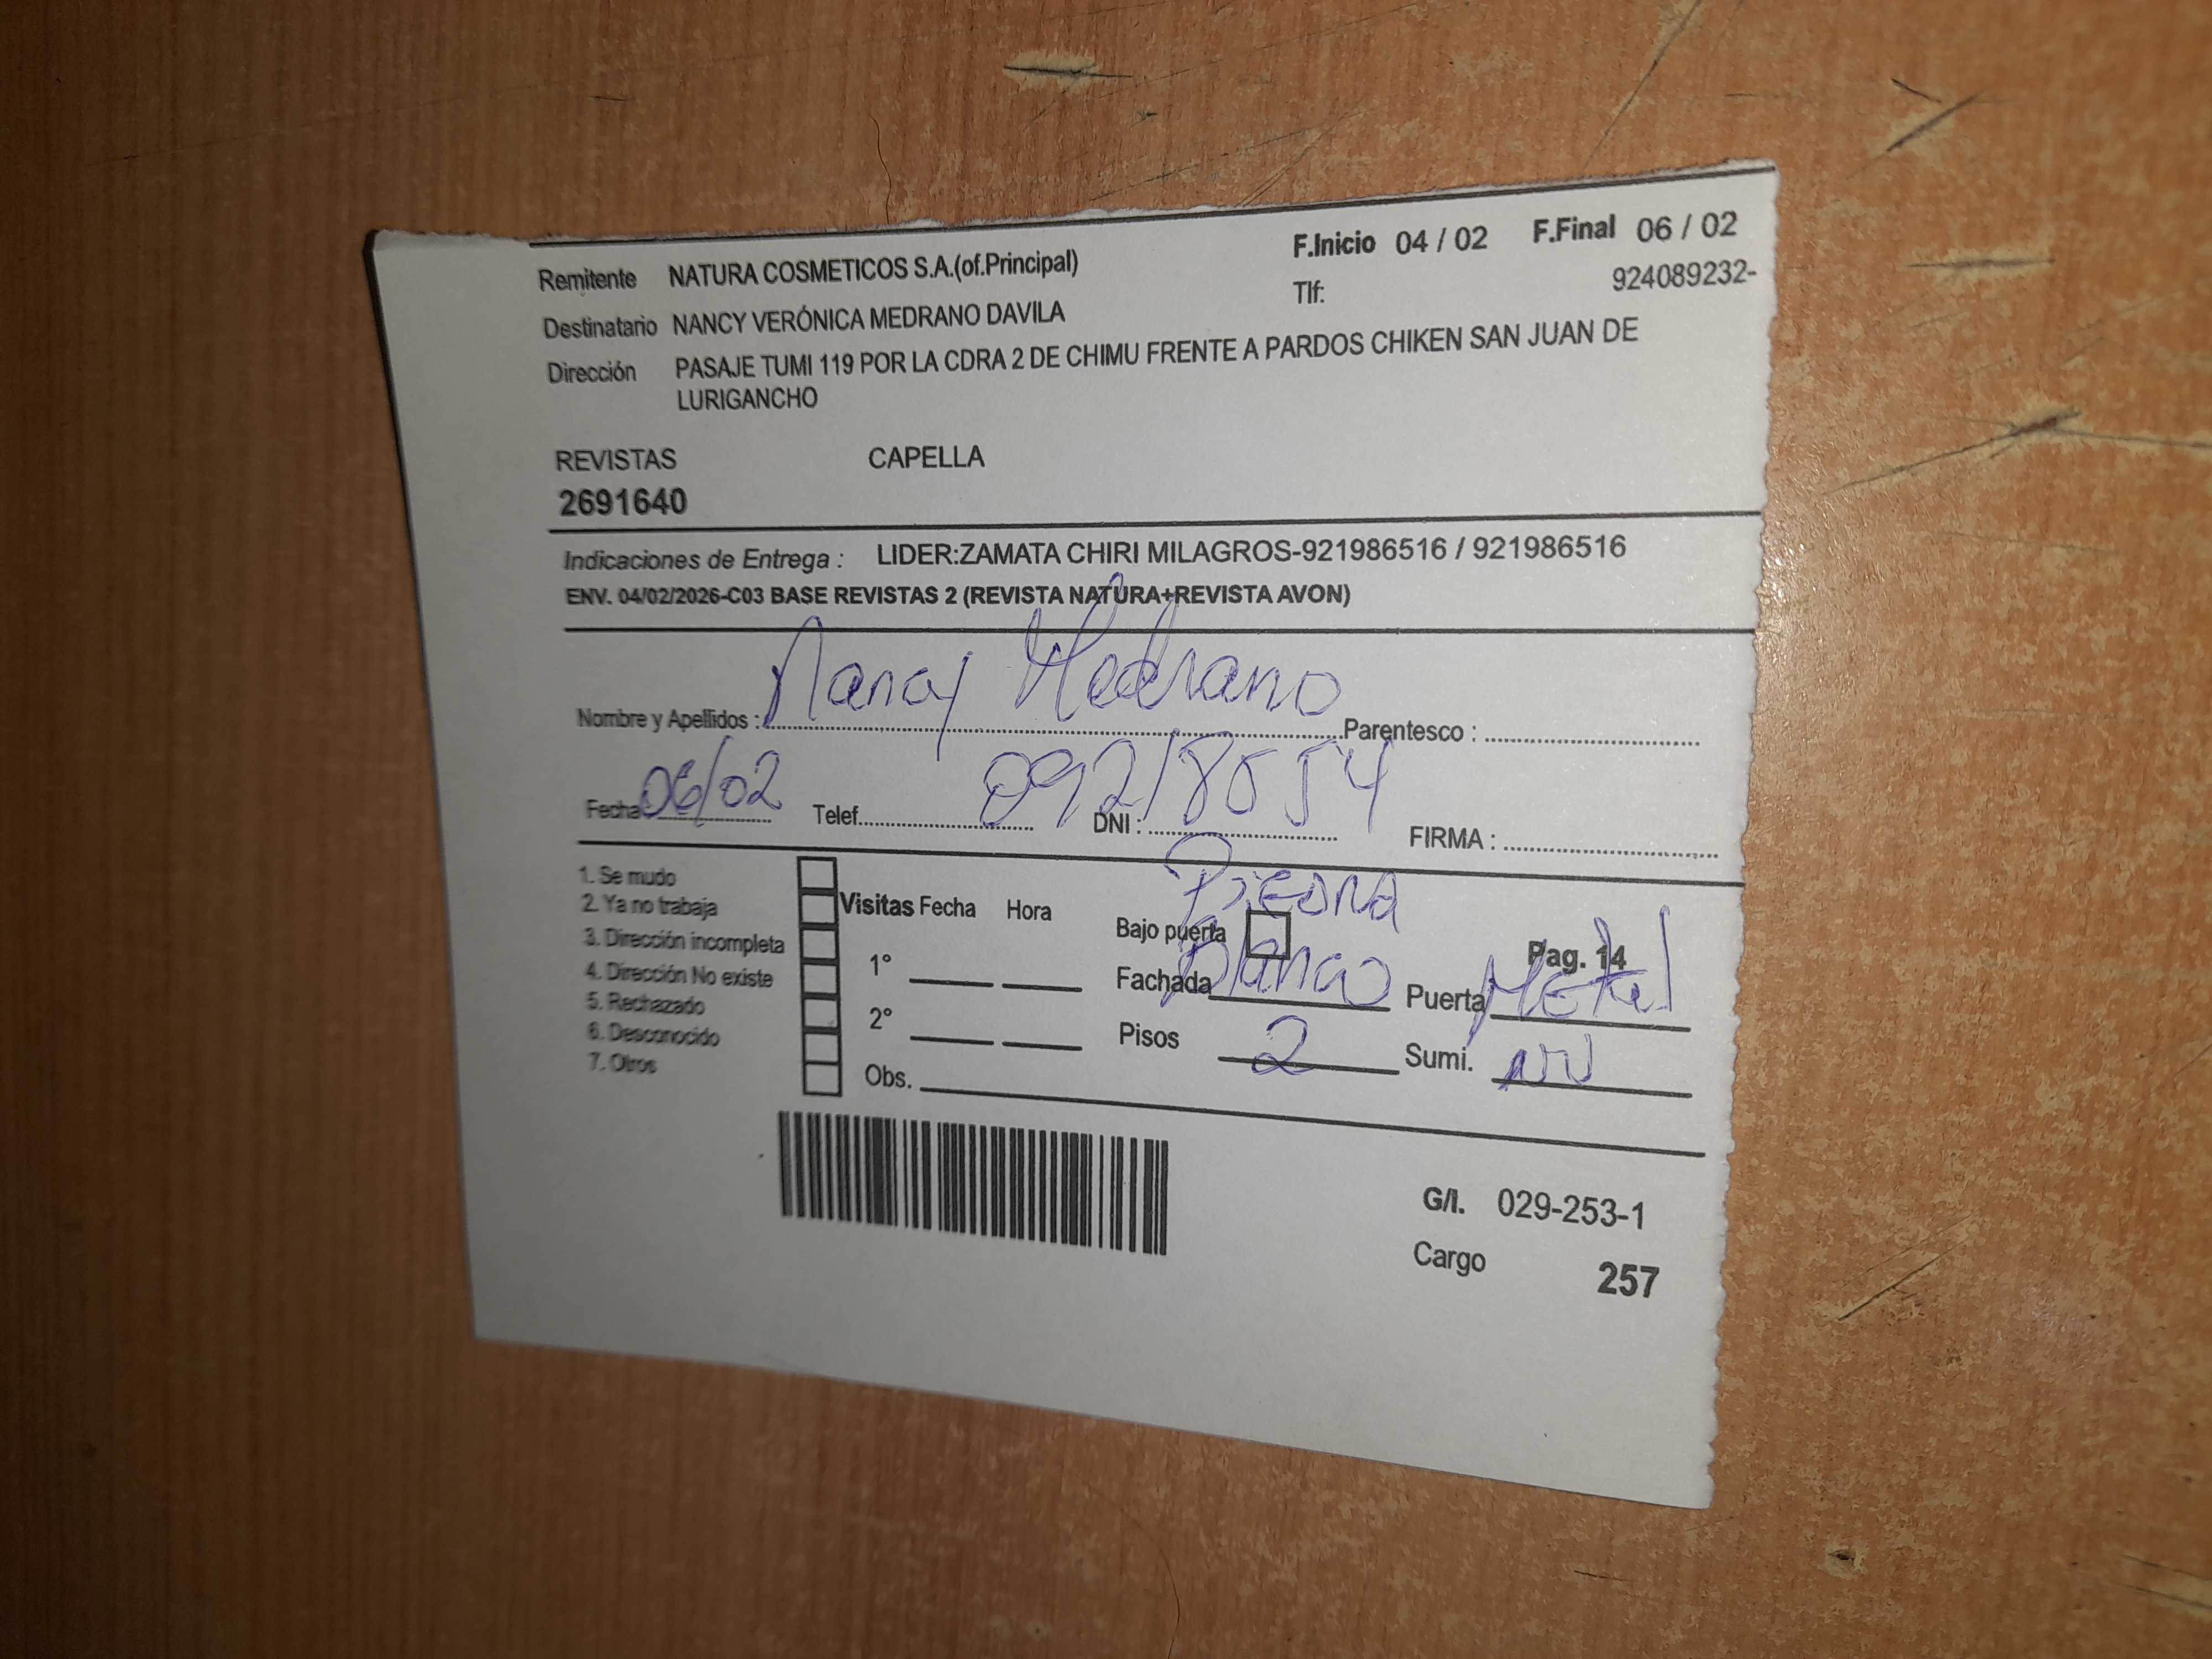 F.Inicio 04 / 02 F.Final 06 / 02
Remitente NATURA COSMETICOS S.A.(of.Principal) Tlf: 924089232-
Destinatario NANCY VERÓNICA MEDRANO DAVILA
Dirección PASAJE TUMI 119 POR LA CDRA 2 DE CHIMU FRENTE A PARDOS CHIKEN SAN JUAN DE
LURIGANCHO
REVISTAS CAPELLA
2691640
Indicaciones de Entrega : LIDER:ZAMATA CHIRI MILAGROS-921986516 / 921986516
ENV. 04/02/2026-C03 BASE REVISTAS 2 (REVISTA NATURA+REVISTA AVON)
Nombre y Apellidos : Nancy Medrano Parentesco :
Fecha 06/02 Telef. DNI : FIRMA :
1. Se mudo
2. Ya no trabaja
3. Dirección incompleta
4. Dirección No existe
5. Rechazado
6. Desconocido
7. Otros
Visitas Fecha Hora
1°
2°
Obs.
Piedra
Bajo puerta
Fachada blanco
Pisos 2
Pag. 14
Puerta Metal
Sumi.
G/I. 029-253-1
Cargo 257